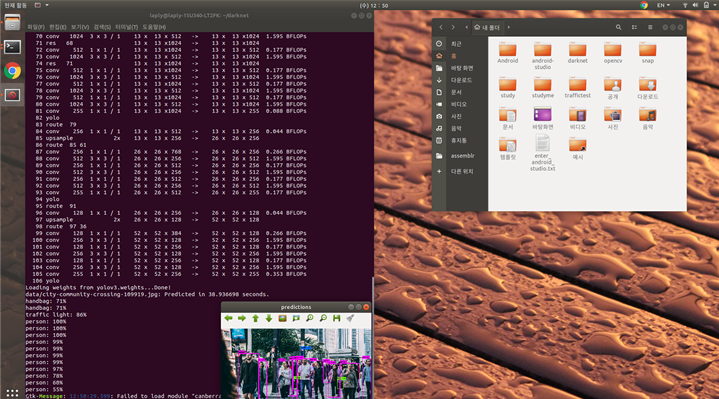 현재 활동
(수) 12 : 50
EN
laply@laply-15U540-LT2FK: ~/darknet
파일(F) 편집(E) 보기(V) 검색(S) 터미널(T) 도움말(H)
70 conv 1024 3 x 3 / 1 13 x 13 x 512 -> 13 x 13 x1024 1.595 BFLOPs
71 res 68 13 x 13 x1024 -> 13 x 13 x1024
72 conv 512 1 x 1 / 1 13 x 13 x1024 -> 13 x 13 x 512 0.177 BFLOPs
73 conv 1024 3 x 3 / 1 13 x 13 x 512 -> 13 x 13 x1024 1.595 BFLOPs
74 res 71 13 x 13 x1024 -> 13 x 13 x1024
75 conv 512 1 x 1 / 1 13 x 13 x1024 -> 13 x 13 x 512 0.177 BFLOPs
76 conv 1024 3 x 3 / 1 13 x 13 x 512 -> 13 x 13 x1024 1.595 BFLOPs
77 conv 512 1 x 1 / 1 13 x 13 x1024 -> 13 x 13 x 512 0.177 BFLOPs
78 conv 1024 3 x 3 / 1 13 x 13 x 512 -> 13 x 13 x1024 1.595 BFLOPs
79 conv 512 1 x 1 / 1 13 x 13 x1024 -> 13 x 13 x 512 0.177 BFLOPs
80 conv 1024 3 x 3 / 1 13 x 13 x 512 -> 13 x 13 x1024 1.595 BFLOPs
81 conv 255 1 x 1 / 1 13 x 13 x1024 -> 13 x 13 x 255 0.088 BFLOPs
82 yolo
83 route 79
84 conv 256 1 x 1 / 1 13 x 13 x 512 -> 13 x 13 x 256 0.044 BFLOPs
85 upsample 2x 13 x 13 x 256 -> 26 x 26 x 256
86 route 85 61
87 conv 256 1 x 1 / 1 26 x 26 x 768 -> 26 x 26 x 256 0.266 BFLOPs
88 conv 512 3 x 3 / 1 26 x 26 x 256 -> 26 x 26 x 512 1.595 BFLOPs
89 conv 256 1 x 1 / 1 26 x 26 x 512 -> 26 x 26 x 256 0.177 BFLOPs
90 conv 512 3 x 3 / 1 26 x 26 x 256 -> 26 x 26 x 512 1.595 BFLOPs
91 conv 256 1 x 1 / 1 26 x 26 x 512 -> 26 x 26 x 256 0.177 BFLOPs
92 conv 512 3 x 3 / 1 26 x 26 x 256 -> 26 x 26 x 512 1.595 BFLOPs
93 conv 255 1 x 1 / 1 26 x 26 x 512 -> 26 x 26 x 255 0.177 BFLOPs
94 yolo
95 route 91
96 conv 128 1 x 1 / 1 26 x 26 x 256 -> 26 x 26 x 128 0.044 BFLOPs
97 upsample 2x 26 x 26 x 128 -> 52 x 52 x 128
98 route 97 36
99 conv 128 1 x 1 / 1 52 x 52 x 384 -> 52 x 52 x 128 0.266 BFLOPs
100 conv 256 3 x 3 / 1 52 x 52 x 128 -> 52 x 52 x 256 1.595 BFLOPs
101 conv 128 1 x 1 / 1 52 x 52 x 256 -> 52 x 52 x 128 0.177 BFLOPs
102 conv 256 3 x 3 / 1 52 x 52 x 128 -> 52 x 52 x 256 1.595 BFLOPs
103 conv 128 1 x 1 / 1 52 x 52 x 256 -> 52 x 52 x 128 0.177 BFLOPs
104 conv 256 3 x 3 / 1 52 x 52 x 128 -> 52 x 52 x 256 1.595 BFLOPs
105 conv 255 1 x 1 / 1 52 x 52 x 256 -> 52 x 52 x 255 0.353 BFLOPs
106 yolo
Loading weights from yolov3.weights...Done!
data/city-community-crossing-109919.jpg: Predicted in 38.936698 seconds.
handbag: 71%
handbag: 71%
traffic light: 86%
person: 100%
person: 100%
person: 100%
person: 99%
person: 99%
person: 99%
person: 99%
person: 97%
person: 78%
person: 60%
person: 55%
Gtk-Message: 12:50:29.590: Failed to load module "canberra
predictions
내 폴더
최근
홈
바탕 화면
다운로드
문서
비디오
사진
음악
휴지통
assemblr
다른 위치
Android
android-studio
darknet
opencv
snap
study
studyme
traffictest
공개
다운로드
문서
바탕화면
비디오
사진
음악
템플릿
enter_android_studio.txt
예시